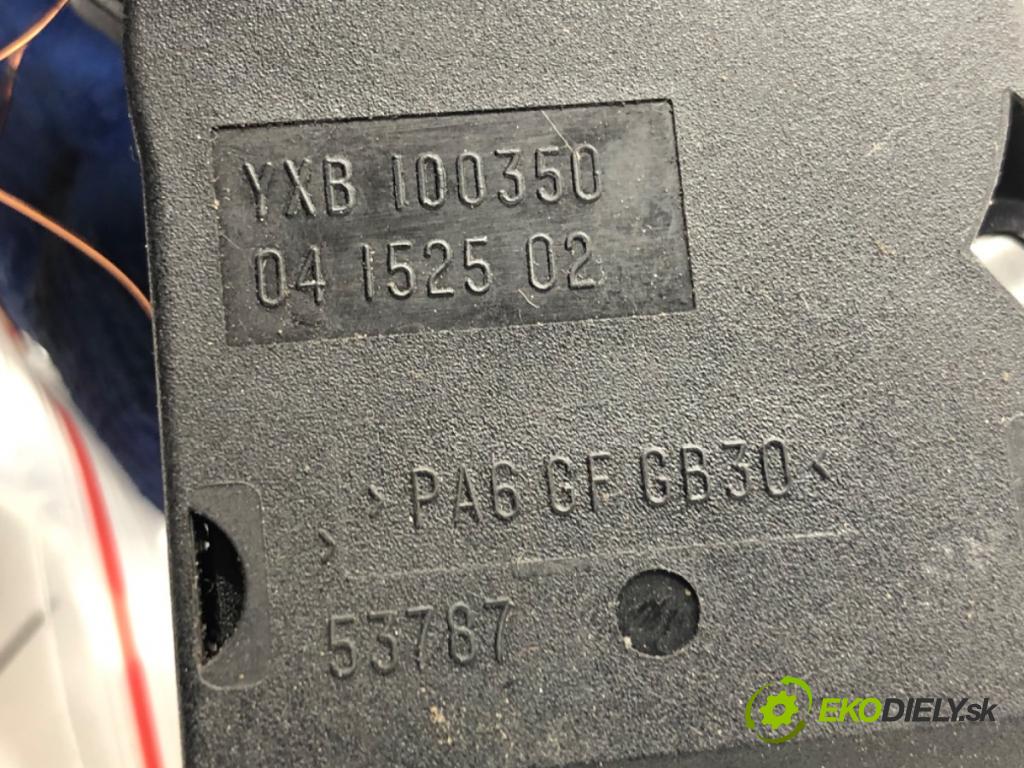 YXB 100350
04 1525 02
>PA6 GF GB30<
>
53787
EKODIELY.sk